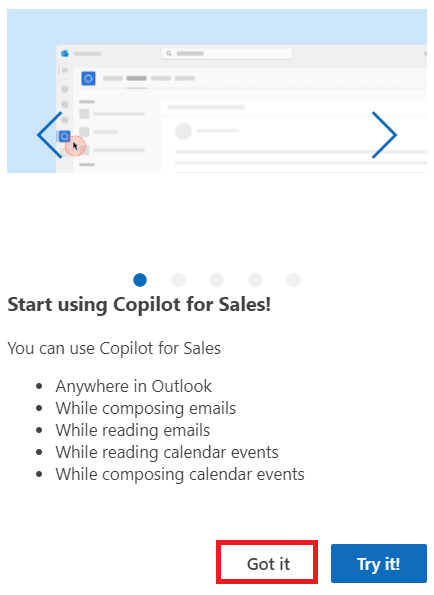 Start using Copilot for Sales!
You can use Copilot for Sales
Anywhere in Outlook
While composing emails
While reading emails
While reading calendar events
While composing calendar events
Got it
Try it!